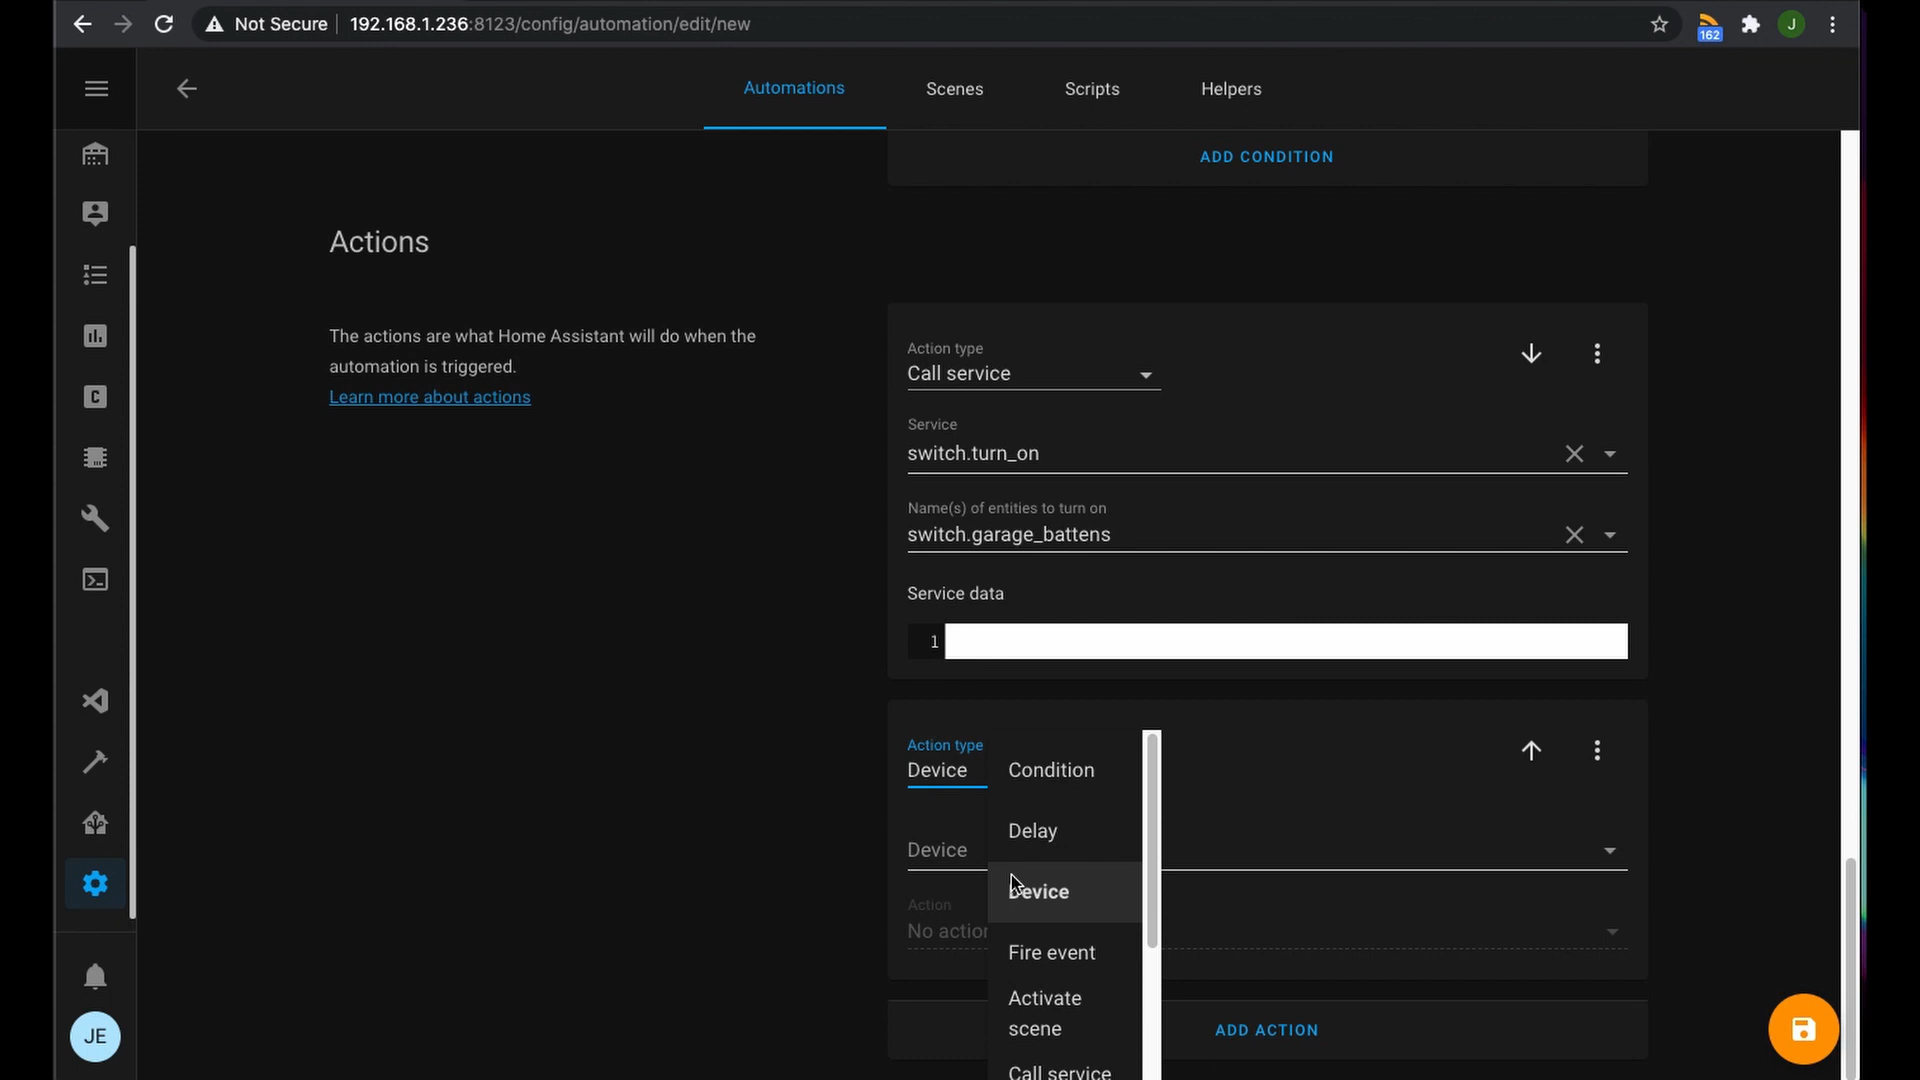 Not Secure
192.168.1.236:8123/config/automation/edit/new
162
J
Automations
Scenes
Scripts
Helpers
ADD CONDITION
Actions
The actions are what Home Assistant will do when the
automation is triggered.
Learn more about actions
Action type
Call service
Service
switch.turn_on
Name(s) of entities to turn on
switch.garage_battens
Service data
1
Action type
Device
Condition
Delay
Device
Device
Fire event
Action
No action
Activate
scene
Call service
ADD ACTION
C
JE